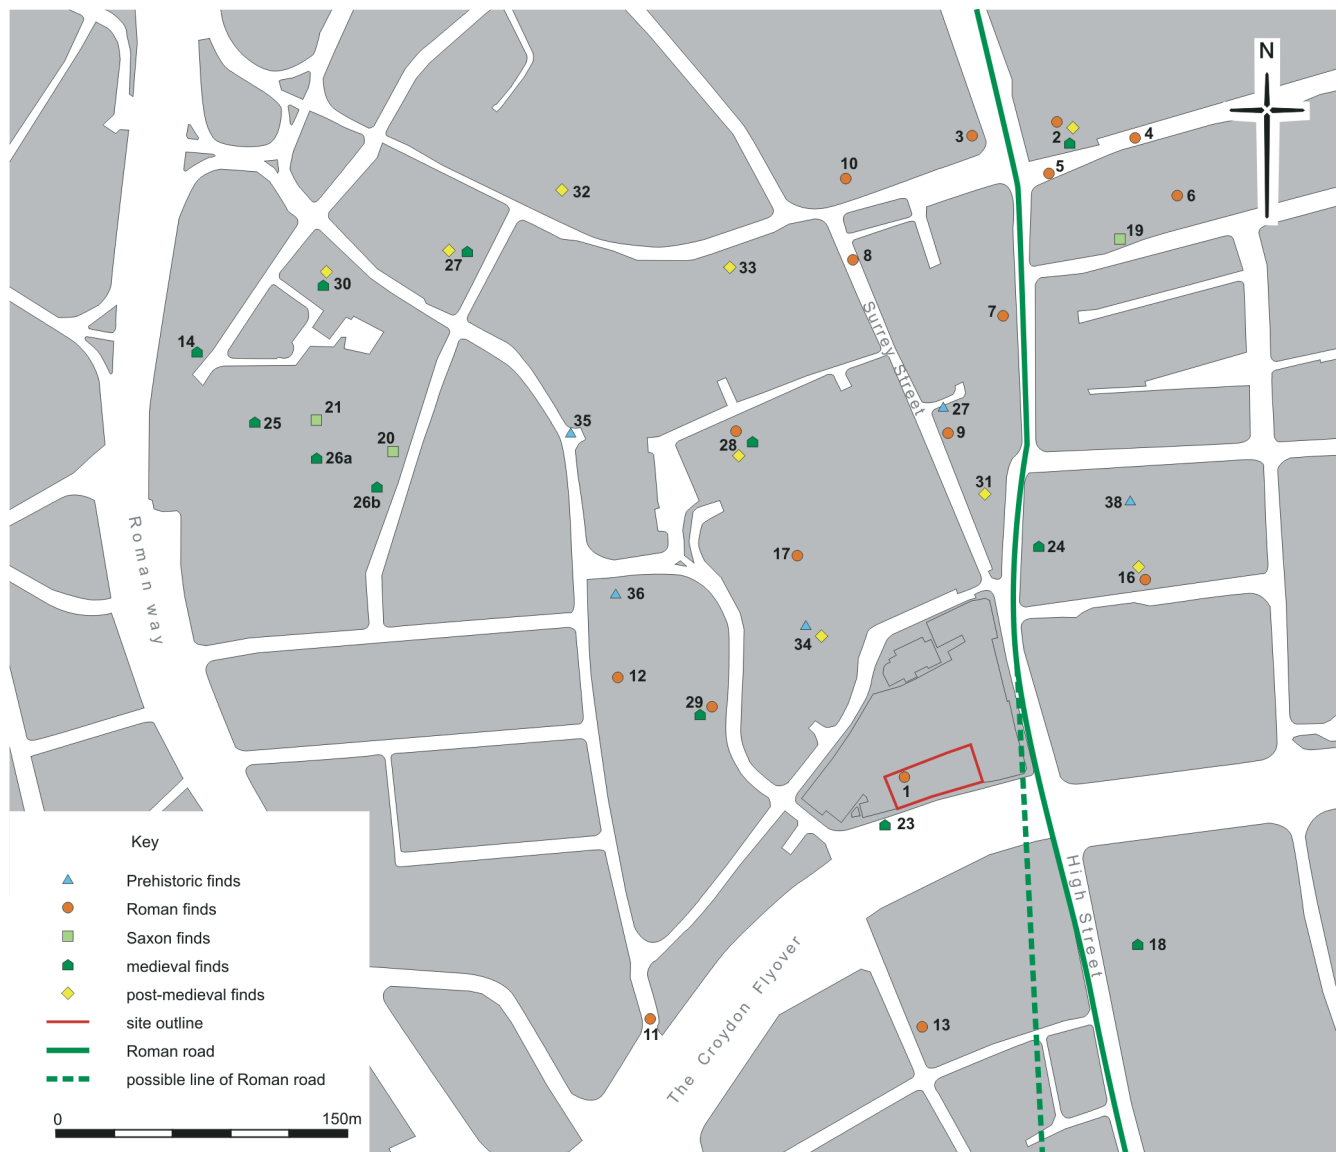 N
3
2
4
5
10
6
32
19
27
8
33
30
7
14
Surrey Street
21
35
27
25
20
28
9
26a
26b
31
38
Roman way
17
24
16
36
34
12
29
1
23
Key
Prehistoric finds
Roman finds
Saxon finds
medieval finds
post-medieval finds
site outline
Roman road
possible line of Roman road
0 150m
High Street
18
The Croydon Flyover
13
11